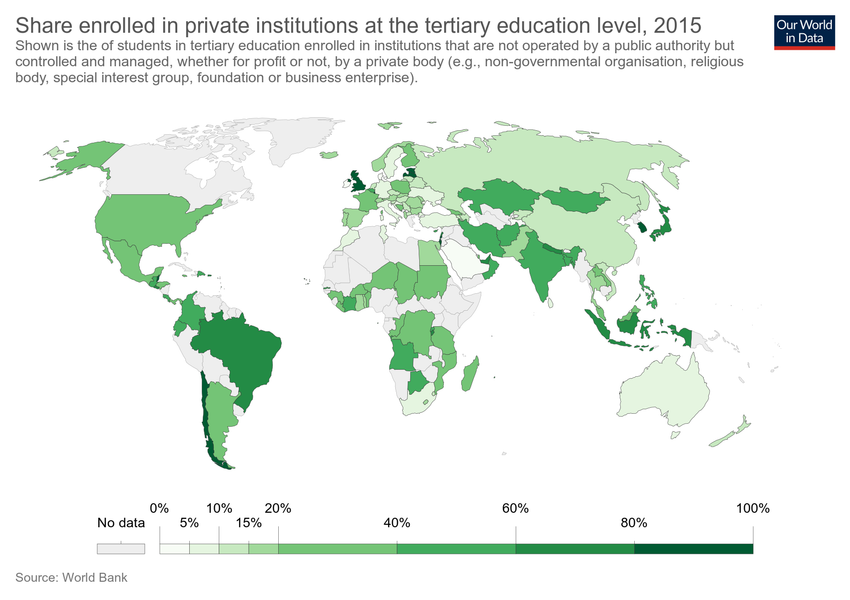 Share enrolled in private institutions at the tertiary education level, 2015
Our World
in Data
Shown is the of students in tertiary education enrolled in institutions that are not operated by a public authority but
controlled and managed, whether for profit or not, by a private body (e.g., non-governmental organisation, religious
body, special interest group, foundation or business enterprise).
0% 10% 20% 60% 100%
No data 5% 15% 40% 80%
Source: World Bank